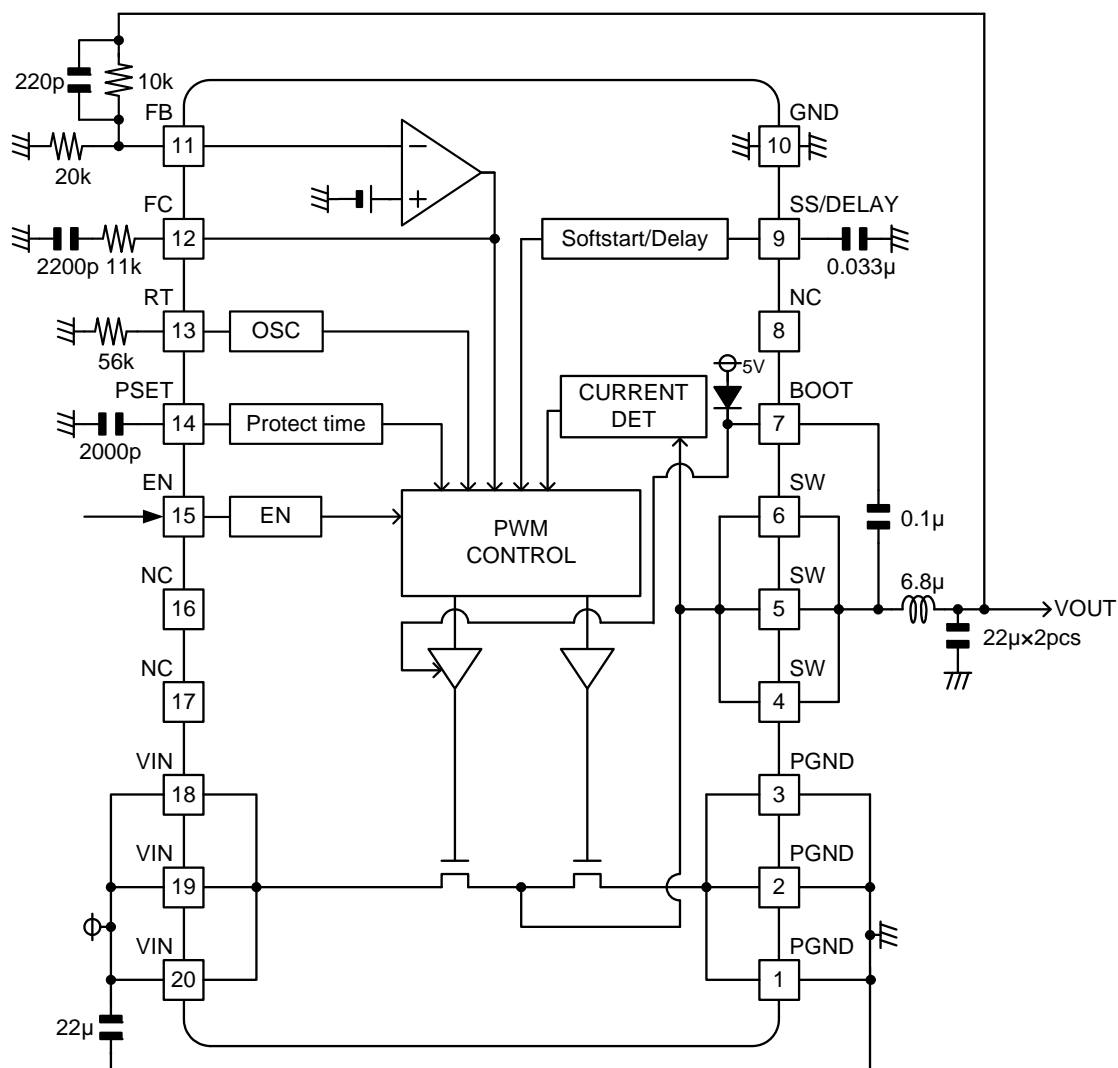 220p
10k
FB
11
20k
−
+
GND
10
FC
12
2200p 11k
SS/DELAY
9
Softstart/Delay
0.033µ
RT
13
OSC
56k
NC
8
PSET
14
Protect time
2000p
CURRENT
DET
5V
BOOT
7
EN
15
EN
PWM
CONTROL
SW
6
0.1µ
NC
16
SW
5
6.8µ
VOUT
22µ×2pcs
NC
17
SW
4
VIN
18
PGND
3
VIN
19
PGND
2
VIN
20
PGND
1
22µ